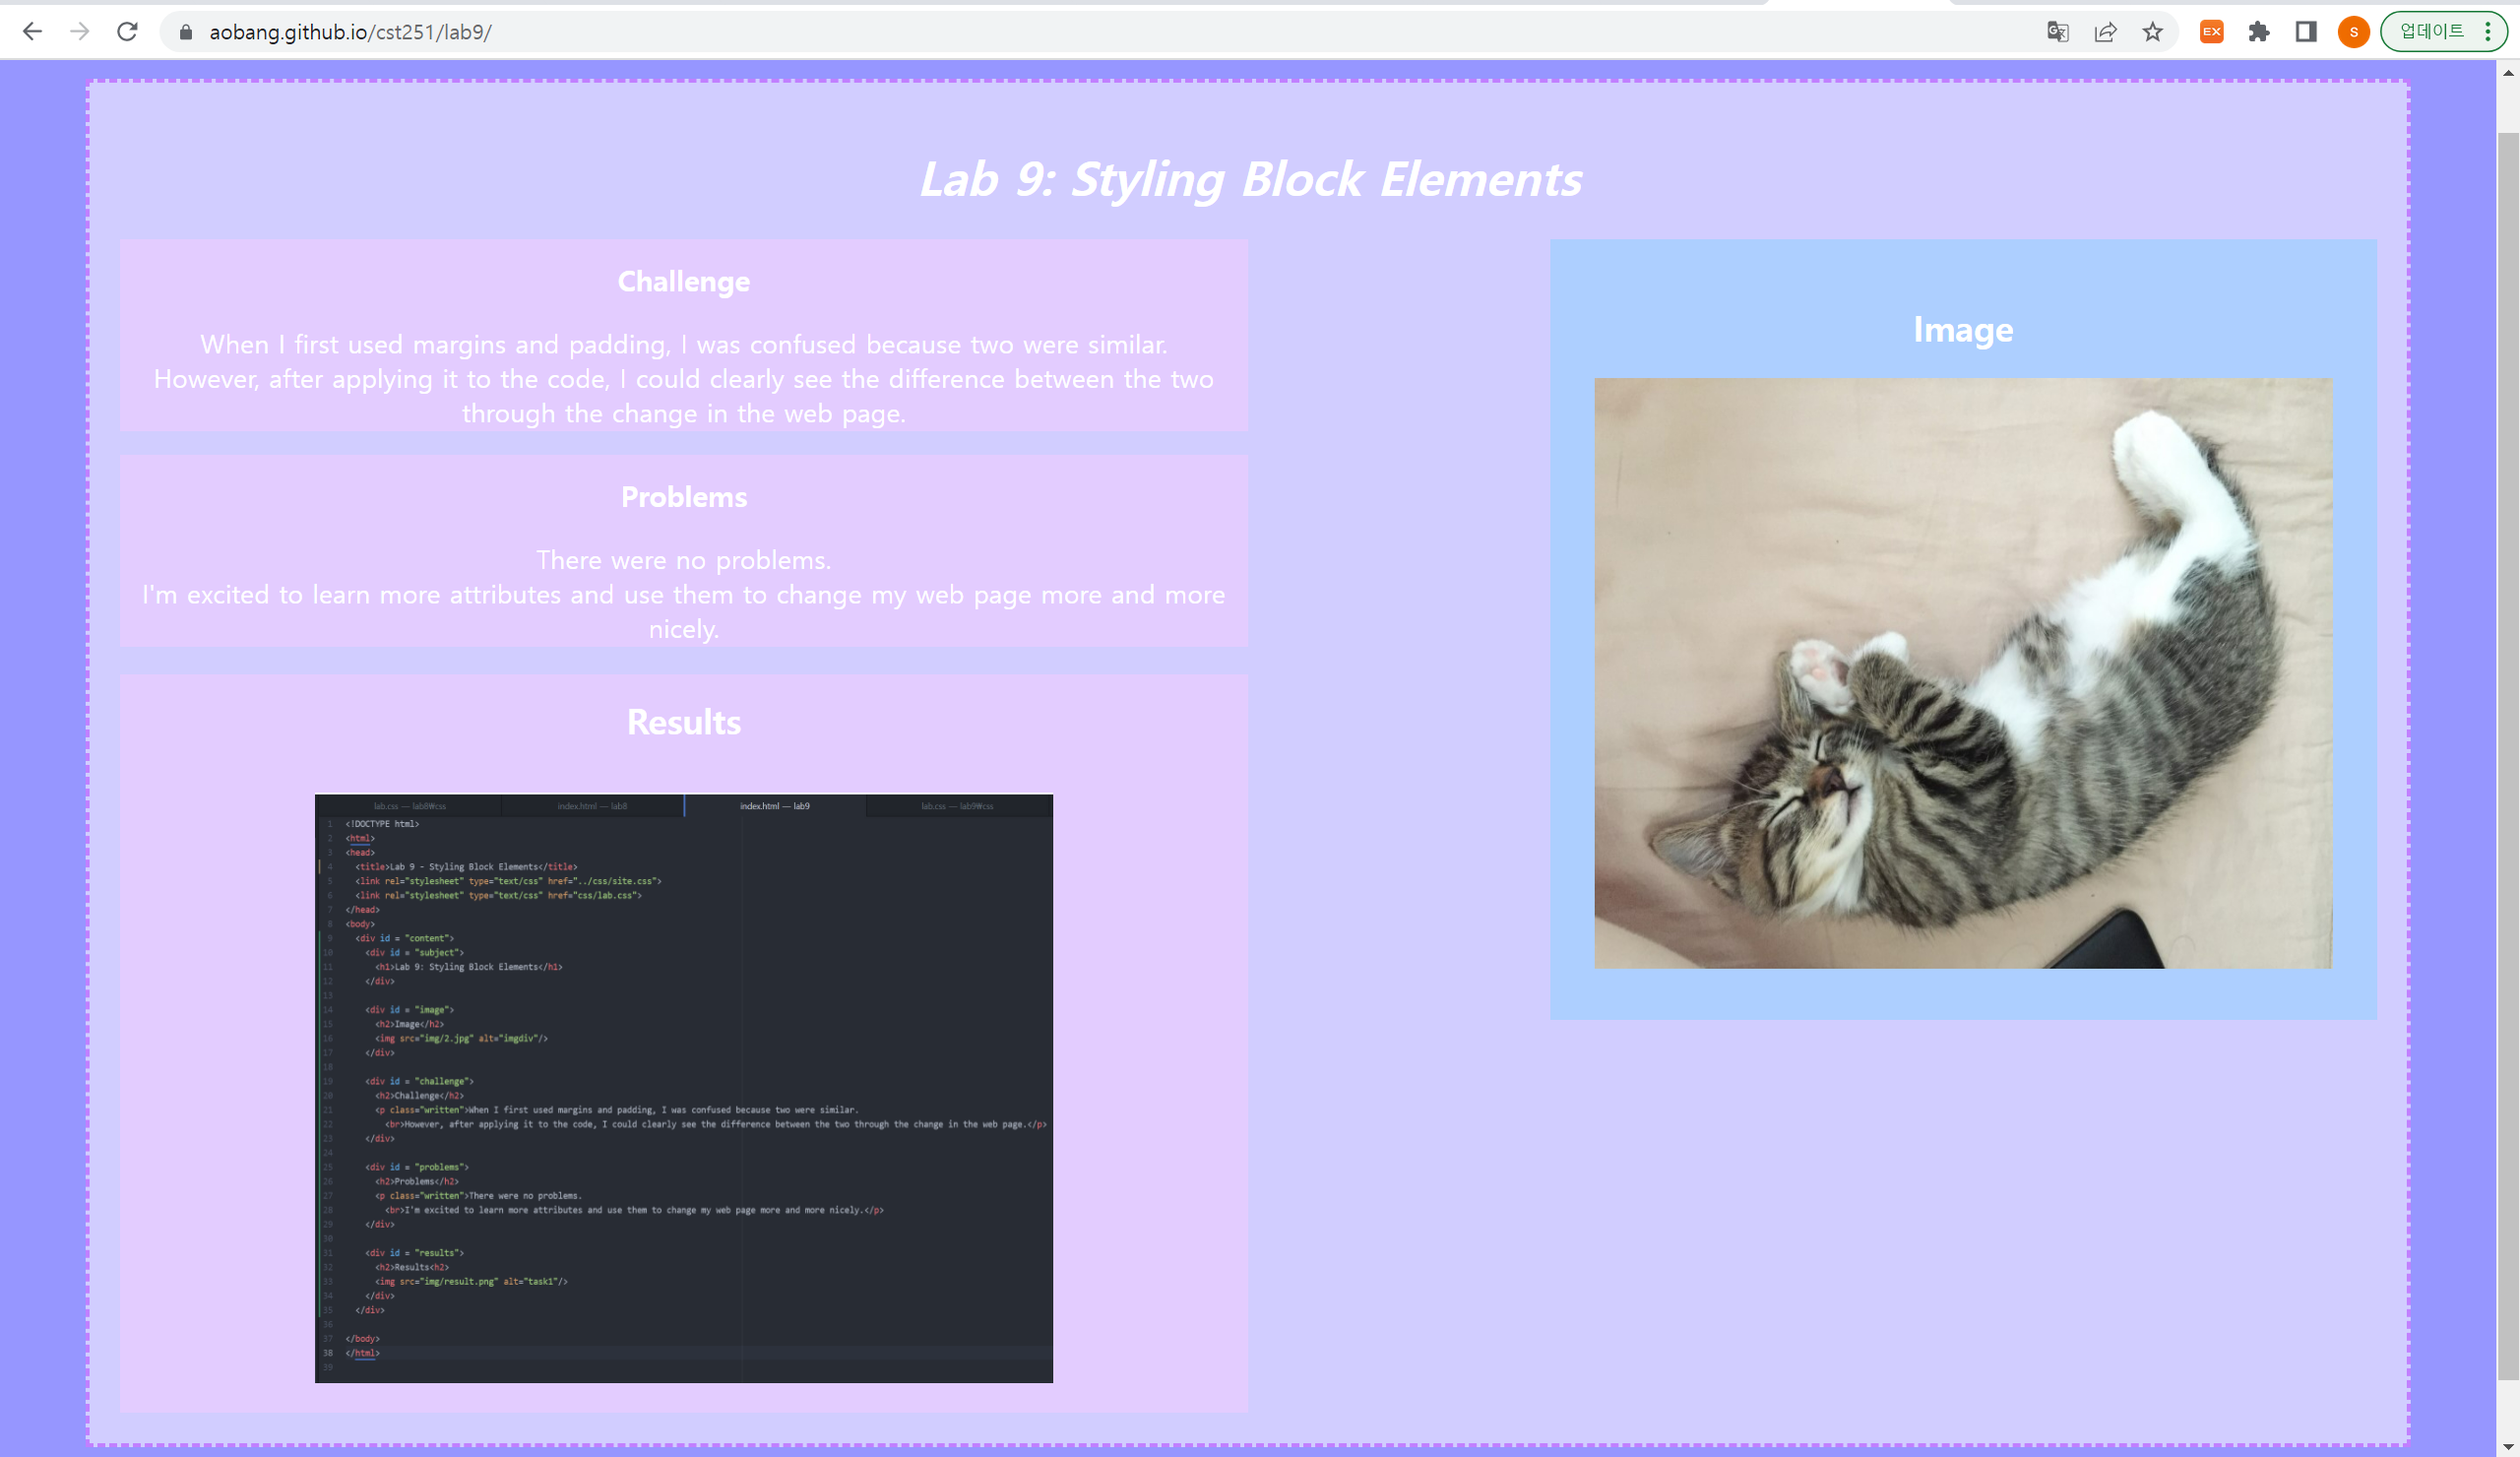 aobang.github.io/cst251/lab9/
EX
S
업데이트
Lab 9: Styling Block Elements
Challenge
When I first used margins and padding, I was confused because two were similar.
However, after applying it to the code, I could clearly see the difference between the two
through the change in the web page.
Problems
There were no problems.
I'm excited to learn more attributes and use them to change my web page more and more
nicely.
Results
lab.css — lab8₩css index.html — lab8 index.html — lab9 lab.css — lab9₩css
1 <!DOCTYPE html>
2 <html>
3 <head>
4 <title>Lab 9 - Styling Block Elements</title>
5 <link rel="stylesheet" type="text/css" href="../css/site.css">
6 <link rel="stylesheet" type="text/css" href="css/lab.css">
7 </head>
8 <body>
9 <div id = "content">
10 <div id = "subject">
11 <h1>Lab 9: Styling Block Elements</h1>
12 </div>
13
14 <div id = "image">
15 <h2>Image</h2>
16 <img src="img/2.jpg" alt="imgdiv"/>
17 </div>
18
19 <div id = "challenge">
20 <h2>Challenge</h2>
21 <p class="written">When I first used margins and padding, I was confused because two were similar.
22 <br>However, after applying it to the code, I could clearly see the difference between the two through the change in the web page.</p>
23 </div>
24
25 <div id = "problems">
26 <h2>Problems</h2>
27 <p class="written">There were no problems.
28 <br>I'm excited to learn more attributes and use them to change my web page more and more nicely.</p>
29 </div>
30
31 <div id = "results">
32 <h2>Results<h2>
33 <img src="img/result.png" alt="task1"/>
34 </div>
35 </div>
36
37 </body>
38 </html>
39
Image